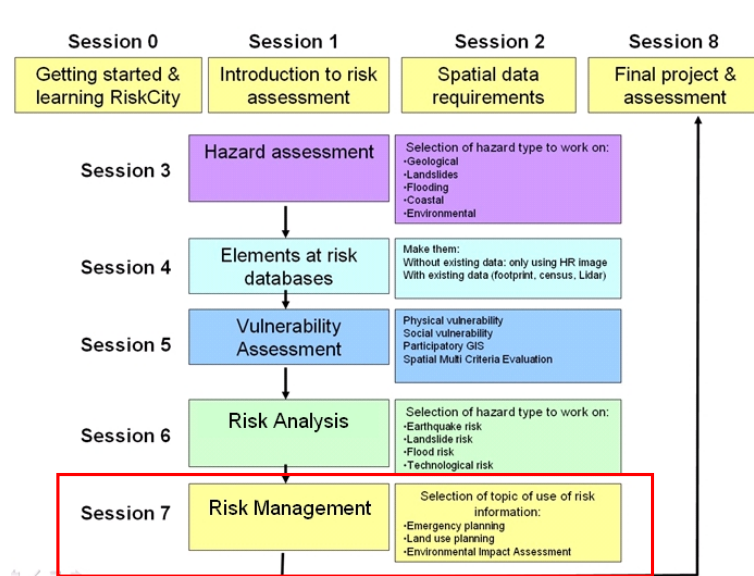 Session 0
Session 1
Session 2
Session 8
Getting started &
learning RiskCity
Introduction to risk
assessment
Spatial data
requirements
Final project &
assessment
Session 3
Hazard assessment
Selection of hazard type to work on:
•Geological
•Landslides
•Flooding
•Coastal
•Environmental
Session 4
Elements at risk
databases
Make them:
Without existing data: only using HR image
With existing data (footprint, census, Lidar)
Session 5
Vulnerability
Assessment
Physical vulnerability
Social vulnerability
Participatory GIS
Spatial Multi Criteria Evaluation
Session 6
Risk Analysis
Selection of hazard type to work on:
•Earthquake risk
•Landslide risk
•Flood risk
•Technological risk
Session 7
Risk Management
Selection of topic of use of risk
information:
•Emergency planning
•Land use planning
•Environmental Impact Assessment